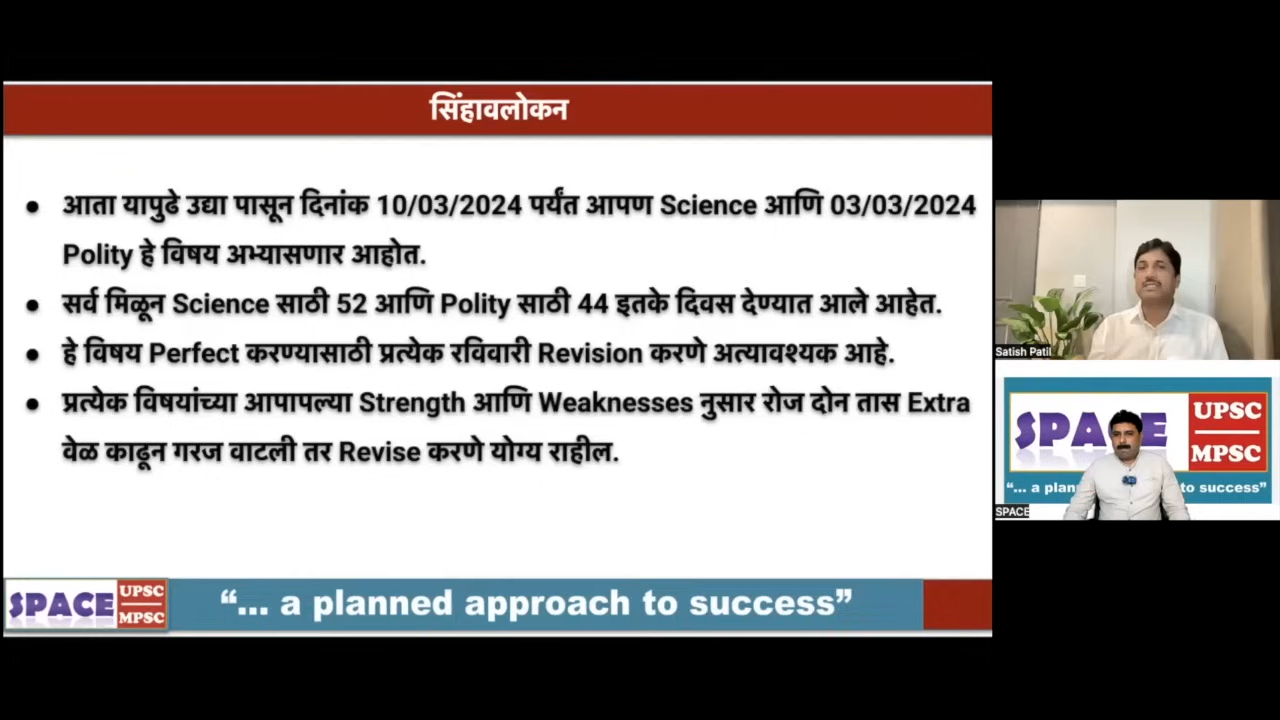 सिंहावलोकन
• आता यापुढे उद्या पासून दिनांक 10/03/2024 पर्यंत आपण Science आणि 03/03/2024
Polity हे विषय अभ्यासणार आहोत.
• सर्व मिळून Science साठी 52 आणि Polity साठी 44 इतके दिवस देण्यात आले आहेत.
• हे विषय Perfect करण्यासाठी प्रत्येक रविवारी Revision करणे अत्यावश्यक आहे.
• प्रत्येक विषयांच्या आपापल्या Strength आणि Weaknesses नुसार रोज दोन तास Extra
वेळ काढून गरज वाटली तर Revise करणे योग्य राहील.
SPACE UPSC
MPSC
“... a planned approach to success”
Satish Patil
SPA E UPSC
MPSC
“... a plan to success”
SPACE